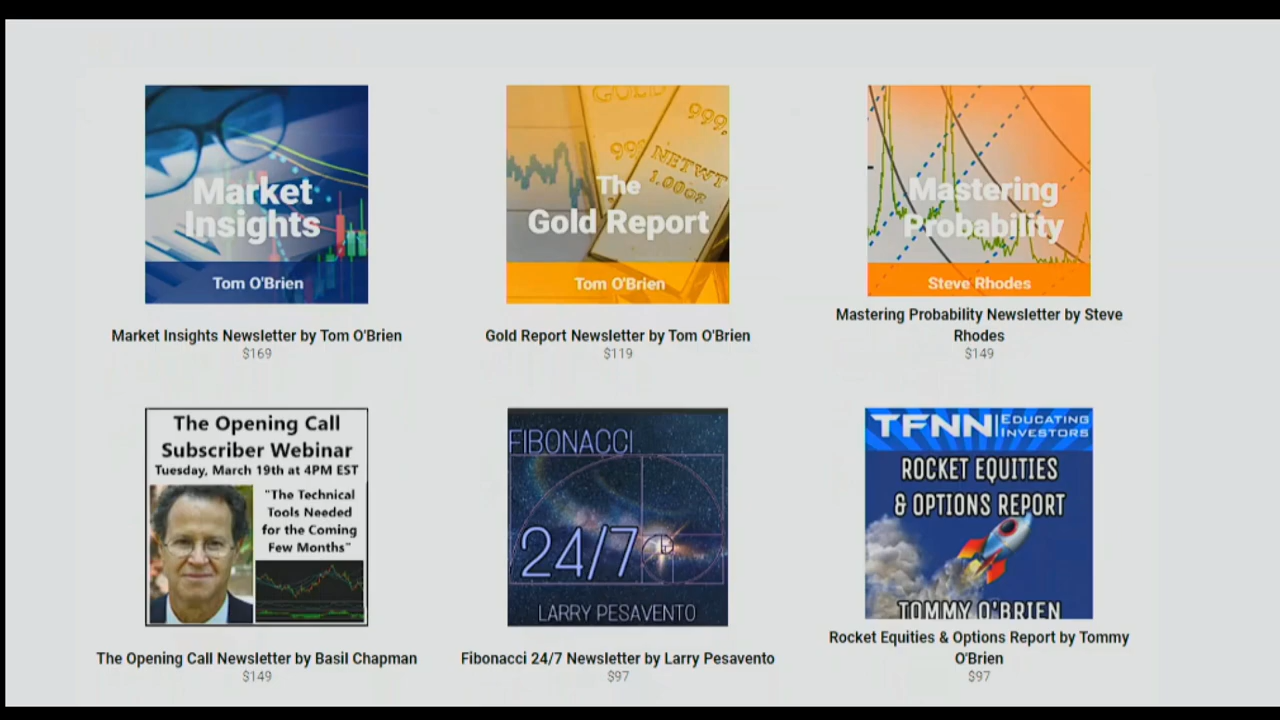 Market
Insights
Tom O'Brien
Market Insights Newsletter by Tom O'Brien
$169
GOLD
999.
999
NETWT
1.00OZ
The
Gold Report
Tom O'Brien
Gold Report Newsletter by Tom O'Brien
$119
Mastering
Probability
Steve Rhodes
Mastering Probability Newsletter by Steve
Rhodes
$149
The Opening Call
Subscriber Webinar
Tuesday, March 19th at 4PM EST
"The Technical
Tools Needed
for the Coming
Few Months"
The Opening Call Newsletter by Basil Chapman
$149
FIBONACCI
24/7
LARRY PESAVENTO
Fibonacci 24/7 Newsletter by Larry Pesavento
$97
TFNN EDUCATING
INVESTORS
ROCKET EQUITIES
& OPTIONS REPORT
TOMMY O'BRIEN
Rocket Equities & Options Report by Tommy
O'Brien
$97